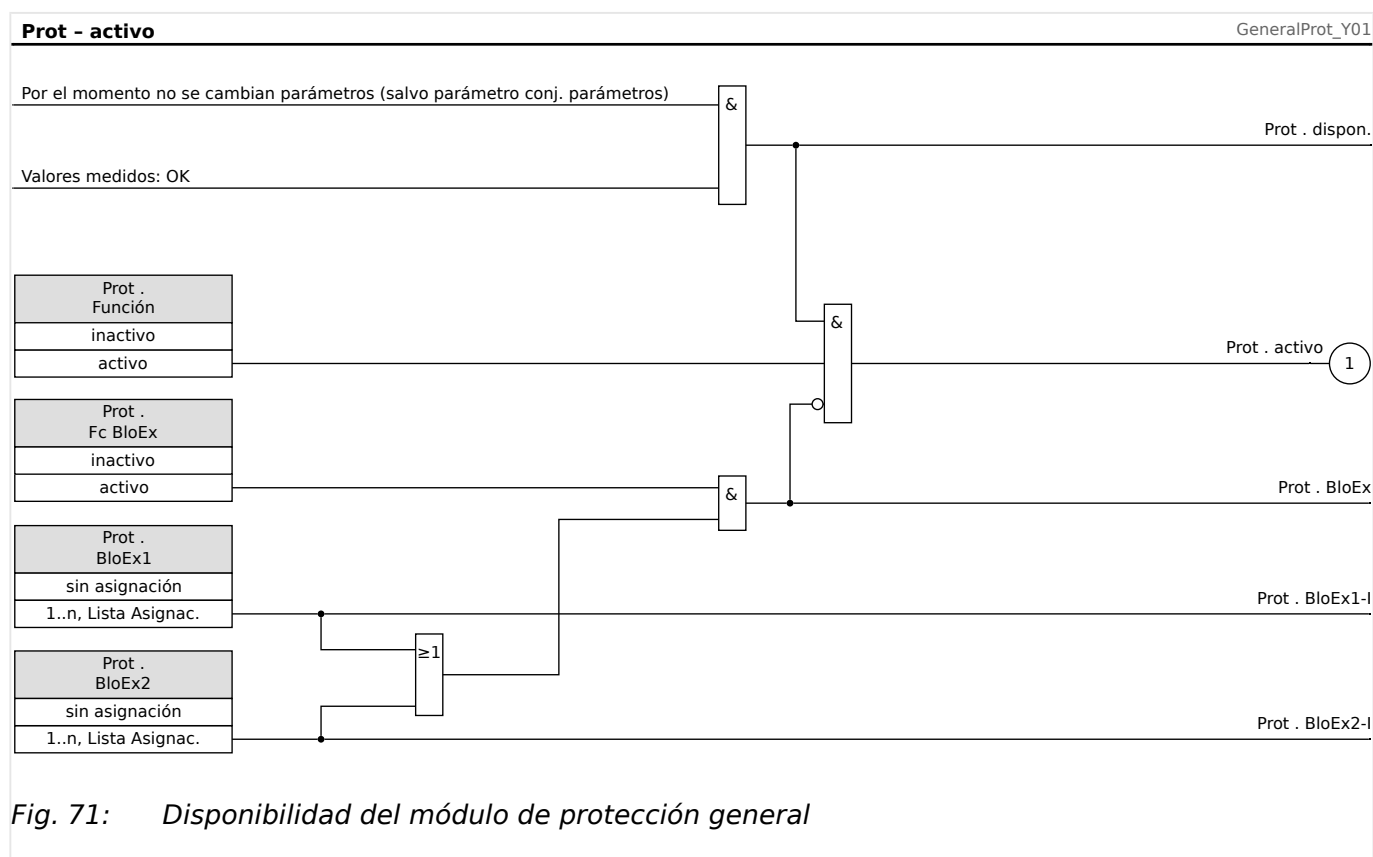 Prot – activo
GeneralProt_Y01
Por el momento no se cambian parámetros (salvo parámetro conj. parámetros)
&
Prot . dispon.
Valores medidos: OK
Prot .
Función
inactivo
activo
&
Prot . activo
1
Prot .
Fc BloEx
inactivo
activo
&
Prot . BloEx
Prot .
BloEx1
sin asignación
1..n, Lista Asignac.
Prot . BloEx1-I
≥1
Prot .
BloEx2
sin asignación
1..n, Lista Asignac.
Prot . BloEx2-I
Fig. 71: Disponibilidad del módulo de protección general